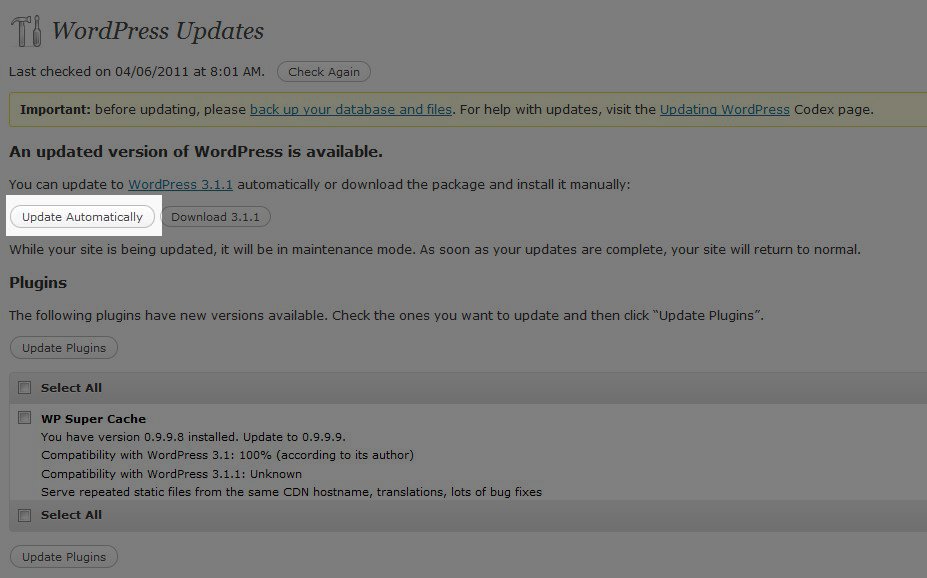 WordPress Updates
Last checked on 04/06/2011 at 8:01 AM. Check Again
Important: before updating, please back up your database and files. For help with updates, visit the Updating WordPress Codex page.
An updated version of WordPress is available.
You can update to WordPress 3.1.1 automatically or download the package and install it manually:
Update Automatically Download 3.1.1
While your site is being updated, it will be in maintenance mode. As soon as your updates are complete, your site will return to normal.
Plugins
The following plugins have new versions available. Check the ones you want to update and then click “Update Plugins”.
Update Plugins
Select All
WP Super Cache
You have version 0.9.9.8 installed. Update to 0.9.9.9.
Compatibility with WordPress 3.1: 100% (according to its author)
Compatibility with WordPress 3.1.1: Unknown
Serve repeated static files from the same CDN hostname, translations, lots of bug fixes
Select All
Update Plugins